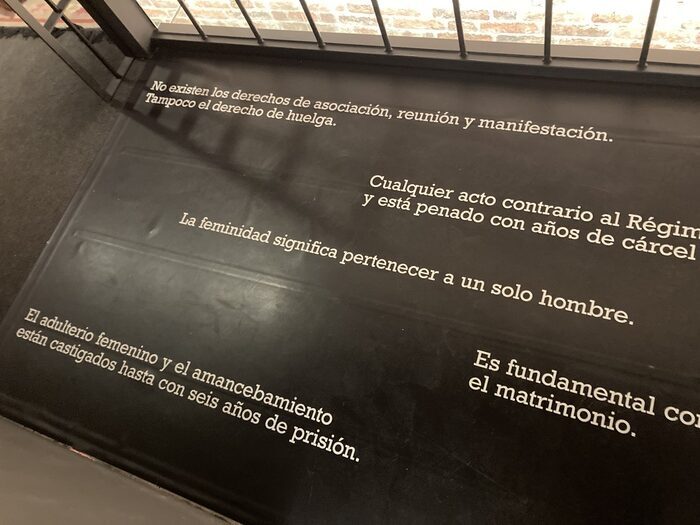 No existen los derechos de asociación, reunión y manifestación.
Tampoco el derecho de huelga.
Cualquier acto contrario al Régim
y está penado con años de cárcel
La feminidad significa pertenecer a un solo hombre.
El adulterio femenino y el amancebamiento
están castigados hasta con seis años de prisión.
Es fundamental con
el matrimonio.